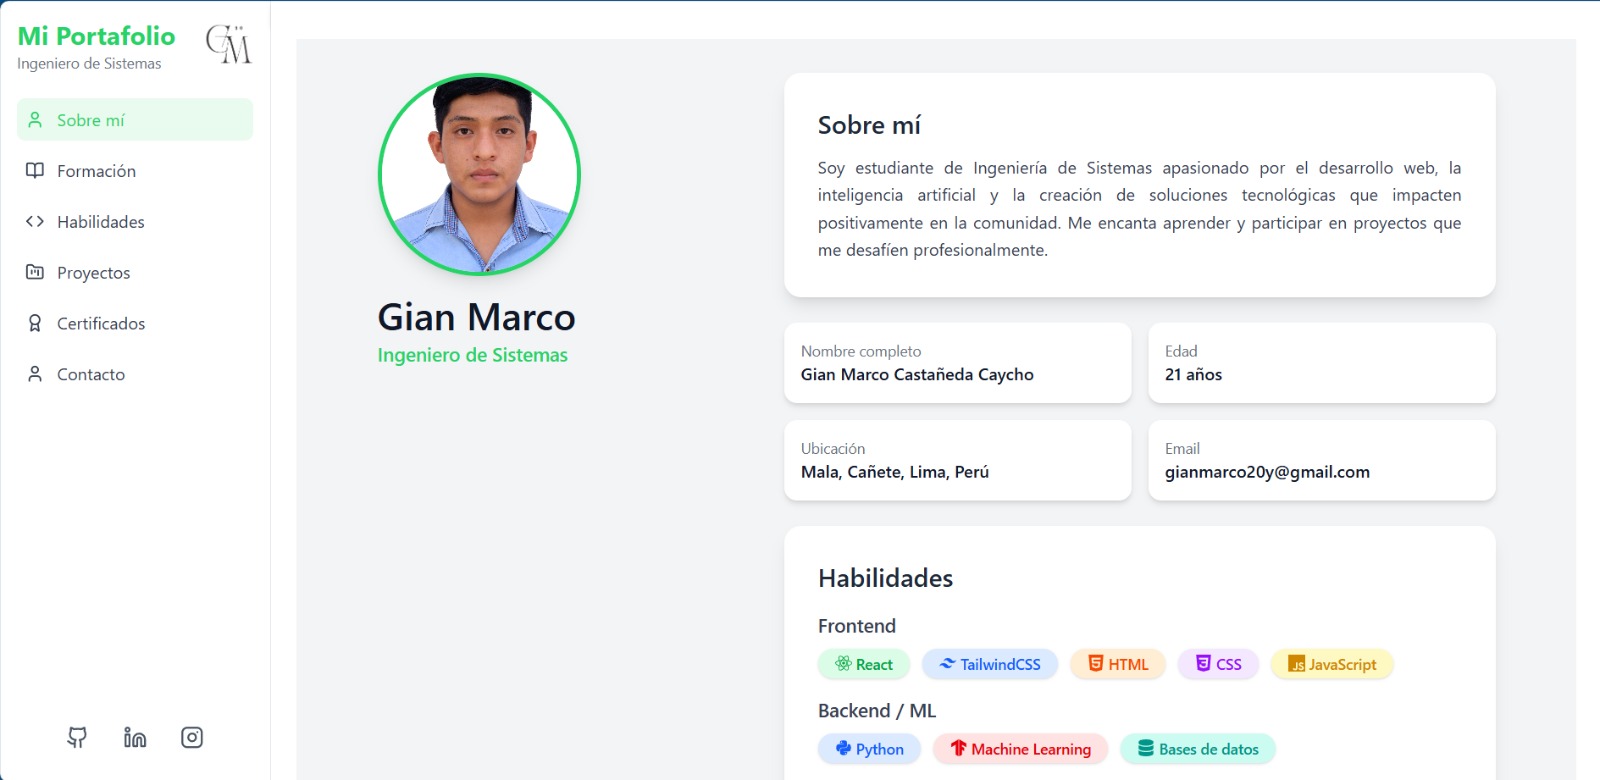 Mi Portafolio
Ingeniero de Sistemas
GM
Sobre mí
Formación
Habilidades
Proyectos
Certificados
Contacto
Gian Marco
Ingeniero de Sistemas
Sobre mí
Soy estudiante de Ingeniería de Sistemas apasionado por el desarrollo web, la
inteligencia artificial y la creación de soluciones tecnológicas que impacten
positivamente en la comunidad. Me encanta aprender y participar en proyectos que
me desafíen profesionalmente.
Nombre completo
Gian Marco Castañeda Caycho
Edad
21 años
Ubicación
Mala, Cañete, Lima, Perú
Email
gianmarco20y@gmail.com
Habilidades
Frontend
React TailwindCSS HTML CSS JavaScript
Backend / ML
Python Machine Learning Bases de datos